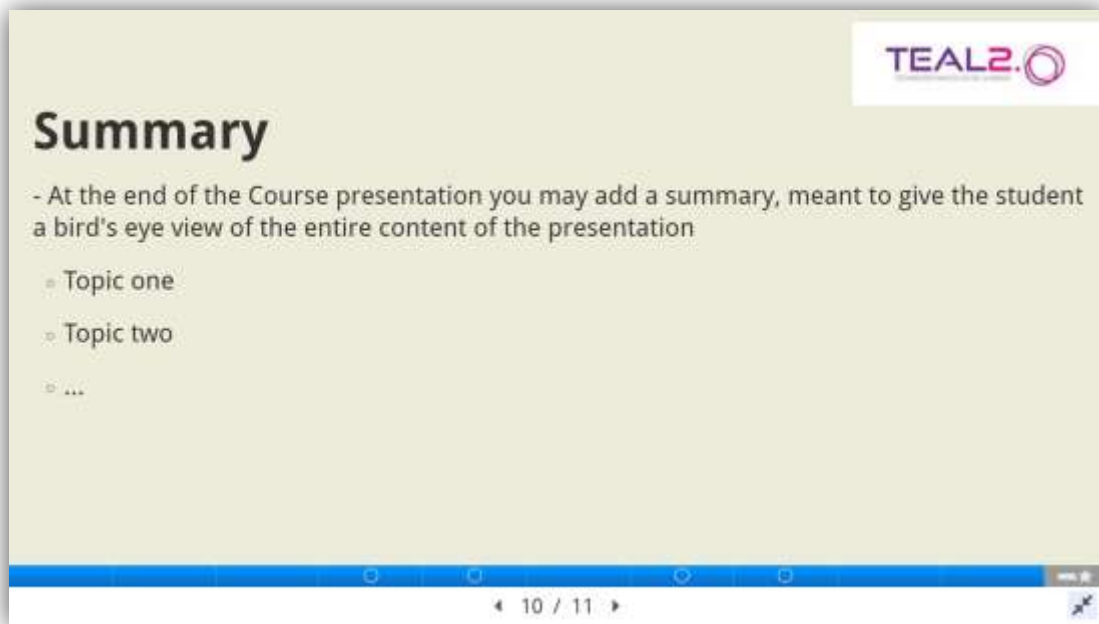 TEAL2.0
Summary
- At the end of the Course presentation you may add a summary, meant to give the student
a bird's eye view of the entire content of the presentation
Topic one
Topic two
...
10 / 11